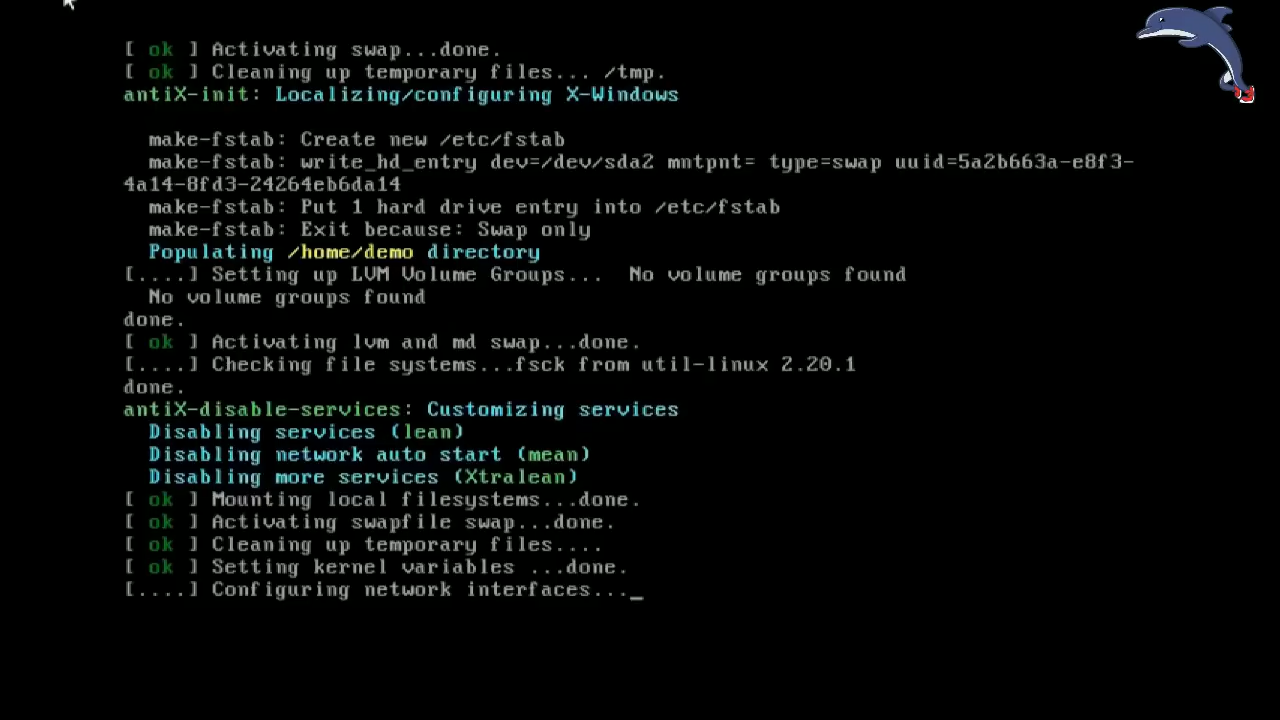 [ ok ] Activating swap...done.
[ ok ] Cleaning up temporary files... /tmp.
antiX-init: Localizing/configuring X-Windows
make-fstab: Create new /etc/fstab
make-fstab: write_hd_entry dev=/dev/sda2 mntpnt= type=swap uuid=5a2b663a-e8f3-
4a14-8fd3-24264eb6da14
make-fstab: Put 1 hard drive entry into /etc/fstab
make-fstab: Exit because: Swap only
Populating /home/demo directory
[....] Setting up LVM Volume Groups...  No volume groups found
No volume groups found
done.
[ ok ] Activating lvm and md swap...done.
[....] Checking file systems...fsck from util-linux 2.20.1
done.
antiX-disable-services: Customizing services
Disabling services (lean)
Disabling network auto start (mean)
Disabling more services (Xtralean)
[ ok ] Mounting local filesystems...done.
[ ok ] Activating swapfile swap...done.
[ ok ] Cleaning up temporary files....
[ ok ] Setting kernel variables ...done.
[....] Configuring network interfaces..._